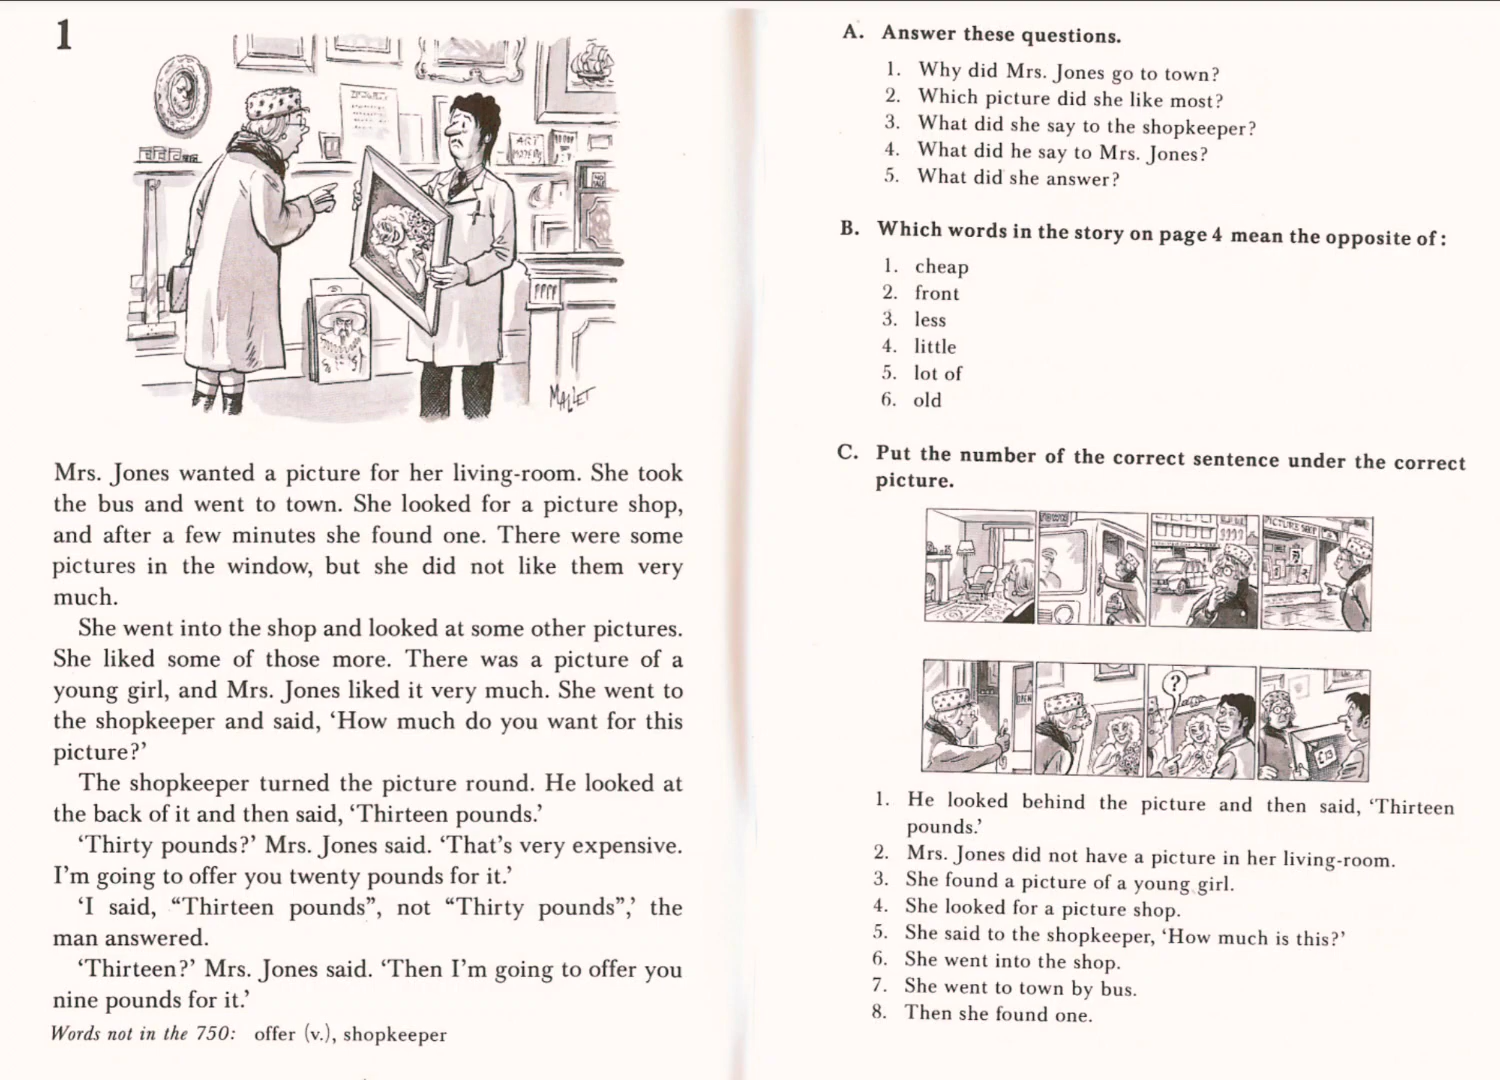 1
ART
MALLET
Mrs. Jones wanted a picture for her living-room. She took
the bus and went to town. She looked for a picture shop,
and after a few minutes she found one. There were some
pictures in the window, but she did not like them very
much.
She went into the shop and looked at some other pictures.
She liked some of those more. There was a picture of a
young girl, and Mrs. Jones liked it very much. She went to
the shopkeeper and said, ‘How much do you want for this
picture?’
The shopkeeper turned the picture round. He looked at
the back of it and then said, ‘Thirteen pounds.’
‘Thirty pounds?’ Mrs. Jones said. ‘That’s very expensive.
I’m going to offer you twenty pounds for it.’
‘I said, “Thirteen pounds”, not “Thirty pounds”,’ the
man answered.
‘Thirteen?’ Mrs. Jones said. ‘Then I’m going to offer you
nine pounds for it.’
Words not in the 750: offer (v.), shopkeeper
A. Answer these questions.
1. Why did Mrs. Jones go to town?
2. Which picture did she like most?
3. What did she say to the shopkeeper?
4. What did he say to Mrs. Jones?
5. What did she answer?
B. Which words in the story on page 4 mean the opposite of:
1. cheap
2. front
3. less
4. little
5. lot of
6. old
C. Put the number of the correct sentence under the correct
picture.
TOWN
PICTURE SHOP
OPEN
?
£13
1. He looked behind the picture and then said, ‘Thirteen
pounds.’
2. Mrs. Jones did not have a picture in her living-room.
3. She found a picture of a young girl.
4. She looked for a picture shop.
5. She said to the shopkeeper, ‘How much is this?’
6. She went into the shop.
7. She went to town by bus.
8. Then she found one.